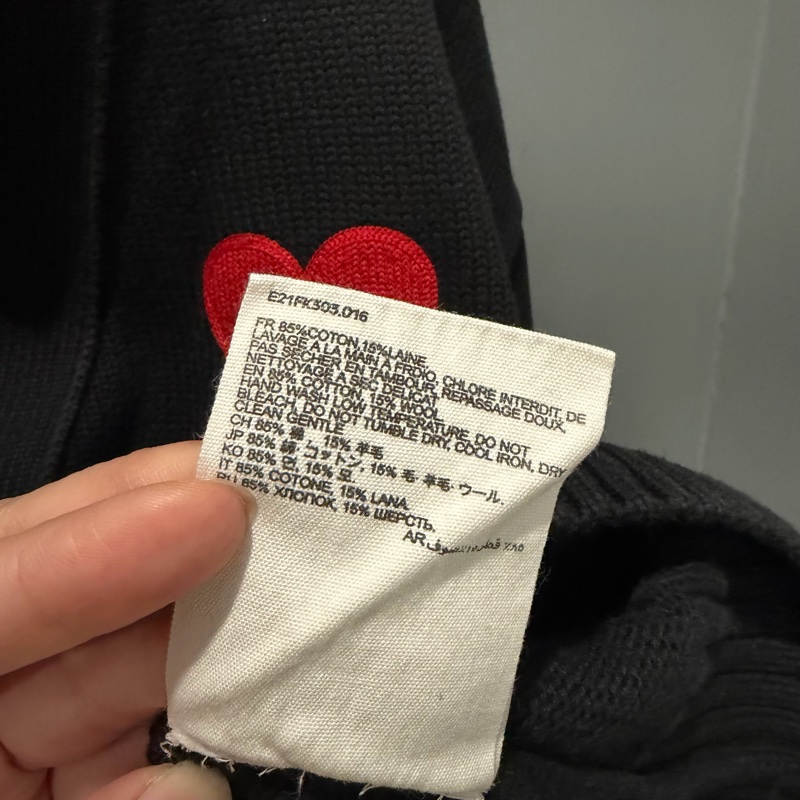 E21FK303.016
FR 85%COTON,15%LAINE
LAVAGE A LA MAIN A FRDIO, CHLORE INTERDIT, DE
PAS SECHER EN TAMBOUR, REPASSAGE DOUX,
NETTOYAGE A SEC DELICAT
EN 85% COTTON, 15% WOOL
HAND WASH LOW TEMPERATURE, DO NOT
BLEACH, DO NOT TUMBLE DRY, COOL IRON, DRY
CLEAN GENTLE
CH 85% 棉, 15% 羊毛
JP 85% 綿·コットン, 15% 毛·羊毛·ウール.
KO 85% 면, 15% 모.
IT 85% COTONE, 15% LANA
RU 85% ХЛОПОК, 15% ШЕРСТЬ.
AR ٨٥٪ قطن